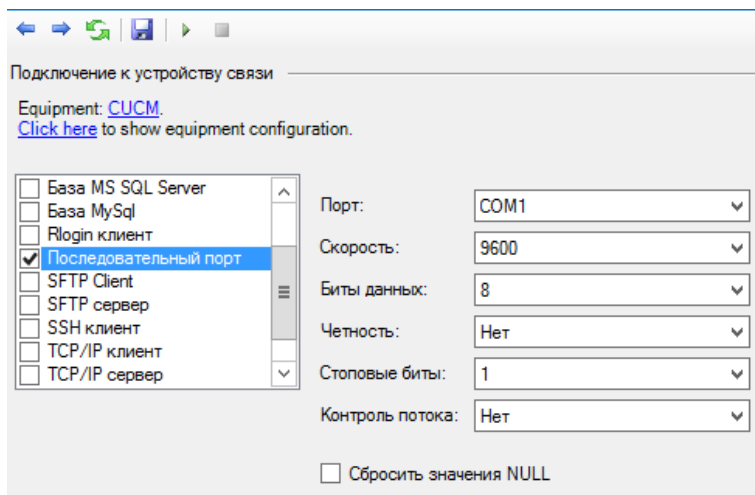 Подключение к устройству связи
Equipment: CUCM.
Click here to show equipment configuration.
База MS SQL Server
База MySql
Rlogin клиент
Последовательный порт
SFTP Client
SFTP сервер
SSH клиент
TCP/IP клиент
TCP/IP сервер
Порт: COM1
Скорость: 9600
Биты данных: 8
Четность: Нет
Стоповые биты: 1
Контроль потока: Нет
Сбросить значения NULL